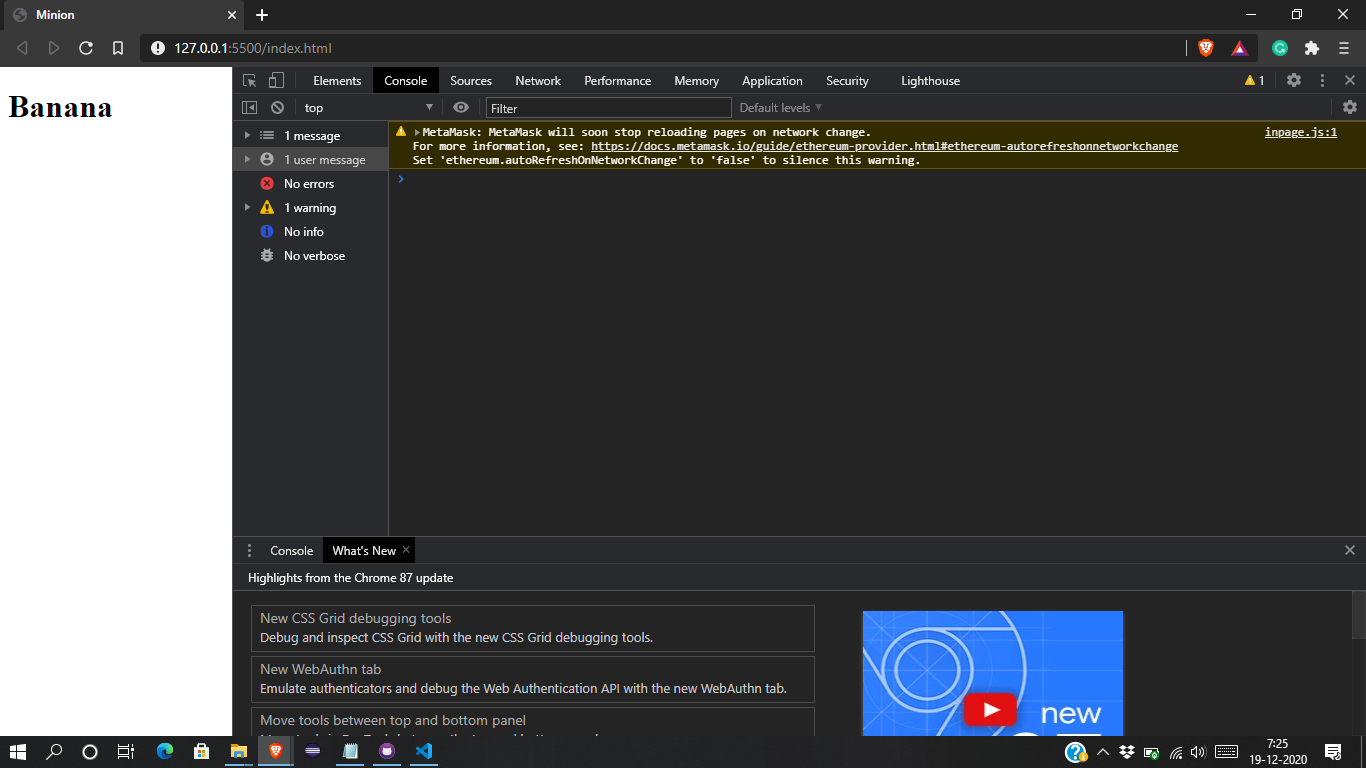 Minion
127.0.0.1:5500/index.html
Banana
Elements Console Sources Network Performance Memory Application Security Lighthouse 1
top Filter Default levels
1 message
1 user message
No errors
1 warning
No info
No verbose
MetaMask: MetaMask will soon stop reloading pages on network change. inpage.js:1
For more information, see: https://docs.metamask.io/guide/ethereum-provider.html#ethereum-autorefreshonnetworkchange
Set 'ethereum.autoRefreshOnNetworkChange' to 'false' to silence this warning.
Console What's New
Highlights from the Chrome 87 update
New CSS Grid debugging tools
Debug and inspect CSS Grid with the new CSS Grid debugging tools.
New WebAuthn tab
Emulate authenticators and debug the Web Authentication API with the new WebAuthn tab.
Move tools between top and bottom panel
new
7:25
19-12-2020